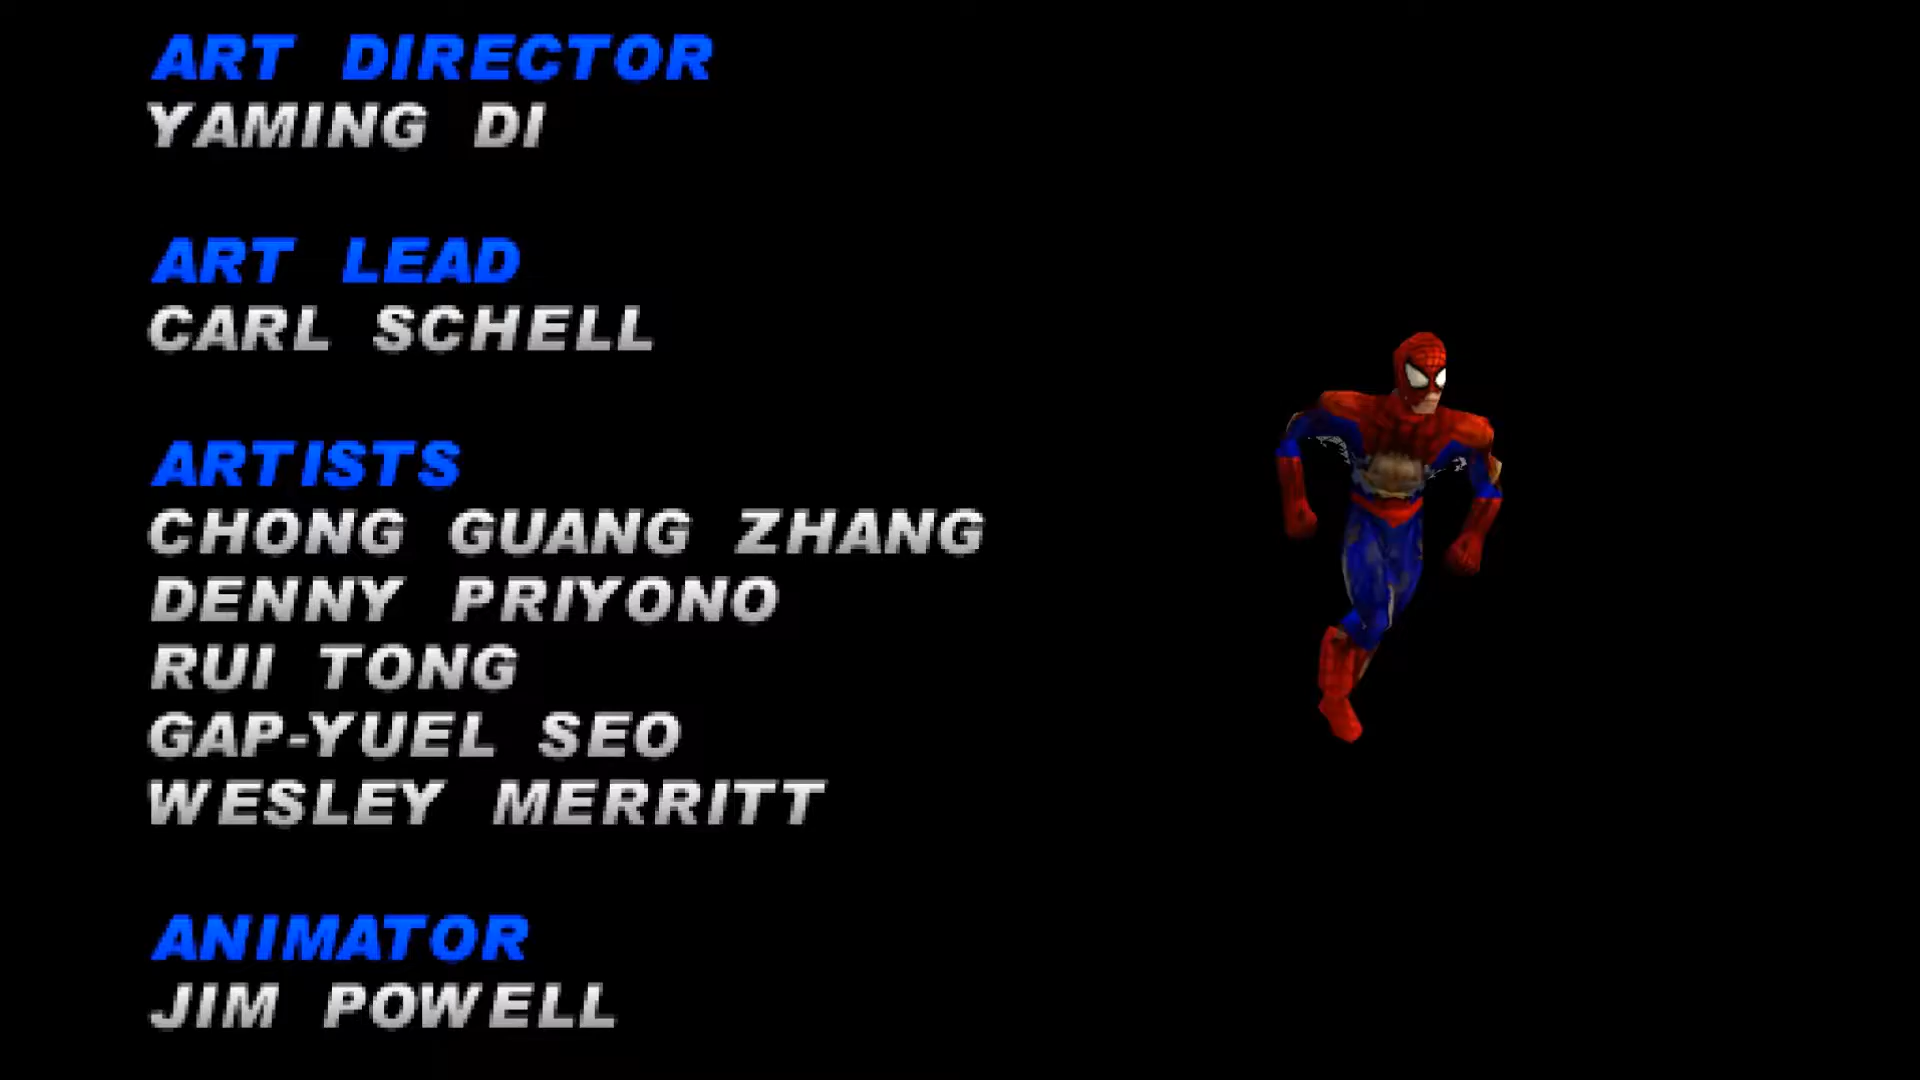 ART DIRECTOR
YAMING DI
ART LEAD
CARL SCHELL
ARTISTS
CHONG GUANG ZHANG
DENNY PRIYONO
RUI TONG
GAP-YUEL SEO
WESLEY MERRITT
ANIMATOR
JIM POWELL